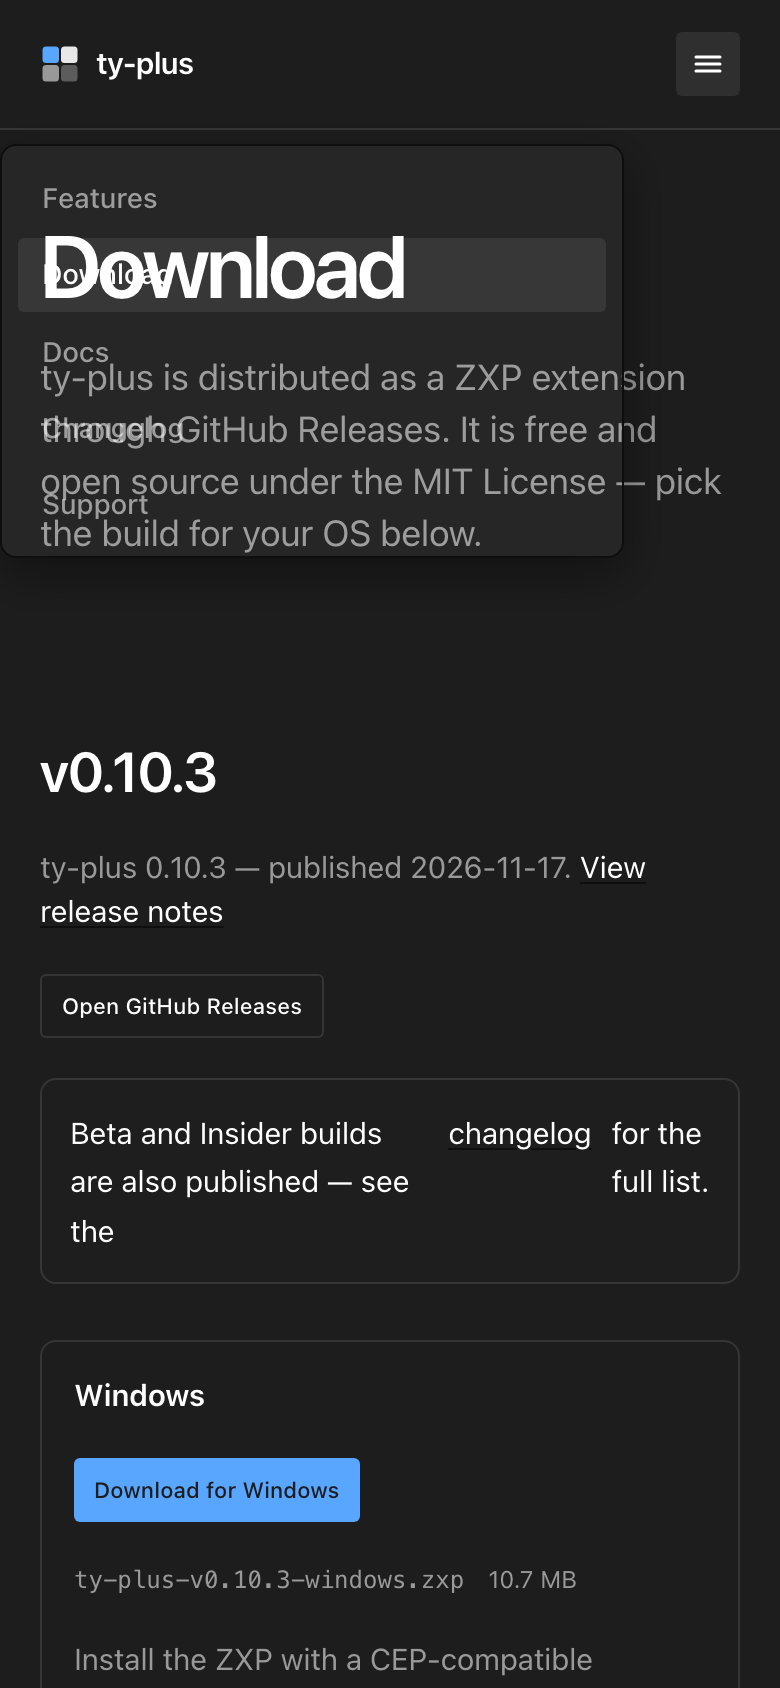 ty-plus
Features
Download
Download
Docs
ty-plus is distributed as a ZXP extension
Changelog
through GitHub Releases. It is free and
open source under the MIT License — pick
Support
the build for your OS below.
v0.10.3
ty-plus 0.10.3 — published 2026-11-17. View
release notes
Open GitHub Releases
Beta and Insider builds
are also published — see
the
changelog
for the
full list.
Windows
Download for Windows
ty-plus-v0.10.3-windows.zxp 10.7 MB
Install the ZXP with a CEP-compatible